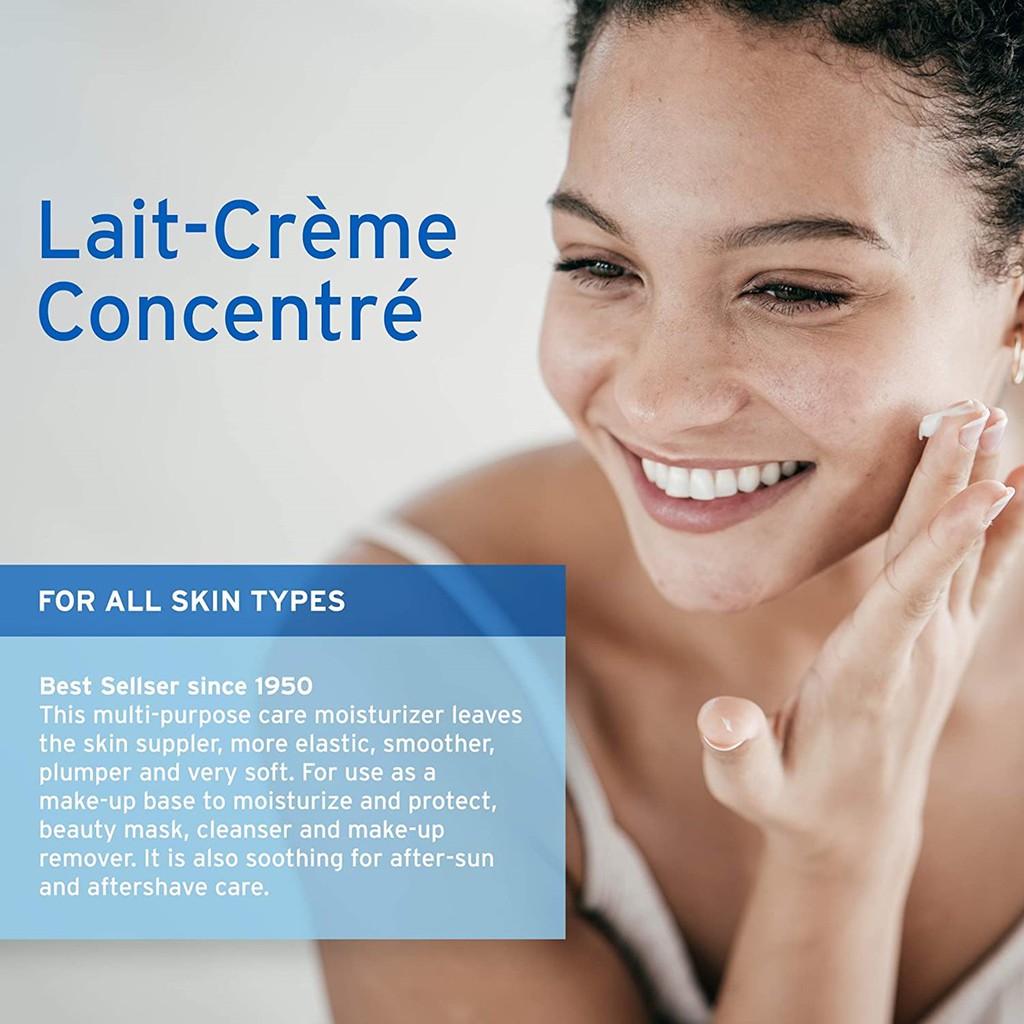 Lait-Crème
Concentré
FOR ALL SKIN TYPES
Best Sellser since 1950
This multi-purpose care moisturizer leaves
the skin suppler, more elastic, smoother,
plumper and very soft. For use as a
make-up base to moisturize and protect,
beauty mask, cleanser and make-up
remover. It is also soothing for after-sun
and aftershave care.